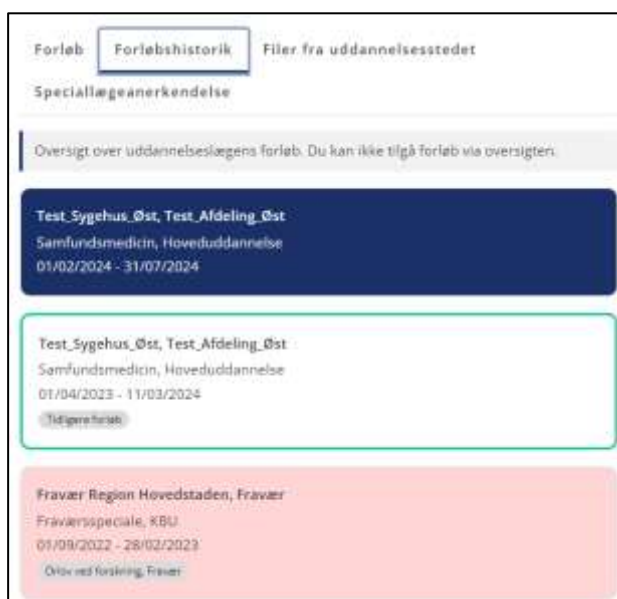 Forløb Forløbshistorik Filer fra uddannelsesstedet
Speciallægeanerkendelse
Oversigt over uddannelseslægens forløb. Du kan ikke tilgå forløb via oversigten.
Test_Sygehus_Øst, Test_Afdeling_Øst
Samfundsmedicin, Hoveduddannelse
01/02/2024 - 31/07/2024
Test_Sygehus_Øst, Test_Afdeling_Øst
Samfundsmedicin, Hoveduddannelse
01/04/2023 - 11/03/2024
Tidligere forløb
Fravær Region Hovedstaden, Fravær
Fraværsspeciale, KBU
01/09/2022 - 28/02/2023
Orlov ved forskning, Fravær